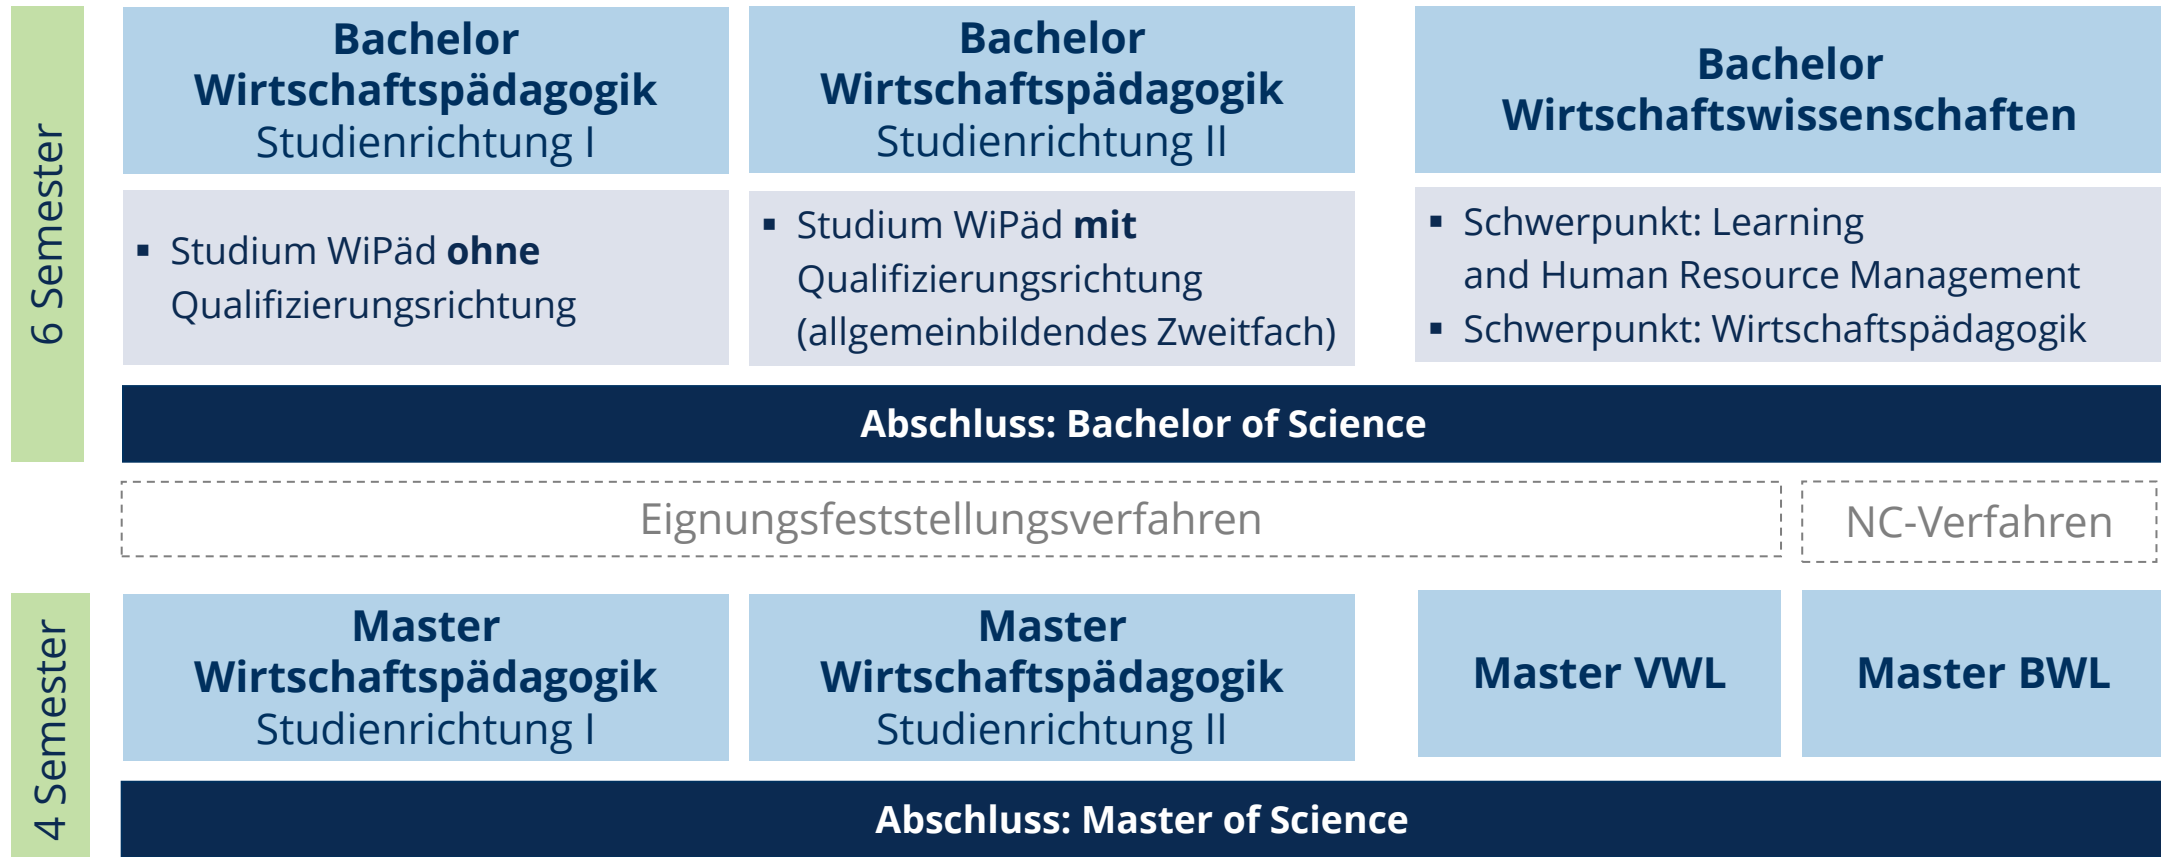 6 Semester
Bachelor
Wirtschaftspädagogik
Studienrichtung I
▪ Studium WiPäd ohne
Qualifizierungsrichtung
Bachelor
Wirtschaftspädagogik
Studienrichtung II
▪ Studium WiPäd mit
Qualifizierungsrichtung
(allgemeinbildendes Zweitfach)
Bachelor
Wirtschaftswissenschaften
▪ Schwerpunkt: Learning
and Human Resource Management
▪ Schwerpunkt: Wirtschaftspädagogik
Abschluss: Bachelor of Science
Eignungsfeststellungsverfahren
NC-Verfahren
4 Semester
Master
Wirtschaftspädagogik
Studienrichtung I
Master
Wirtschaftspädagogik
Studienrichtung II
Master VWL
Master BWL
Abschluss: Master of Science